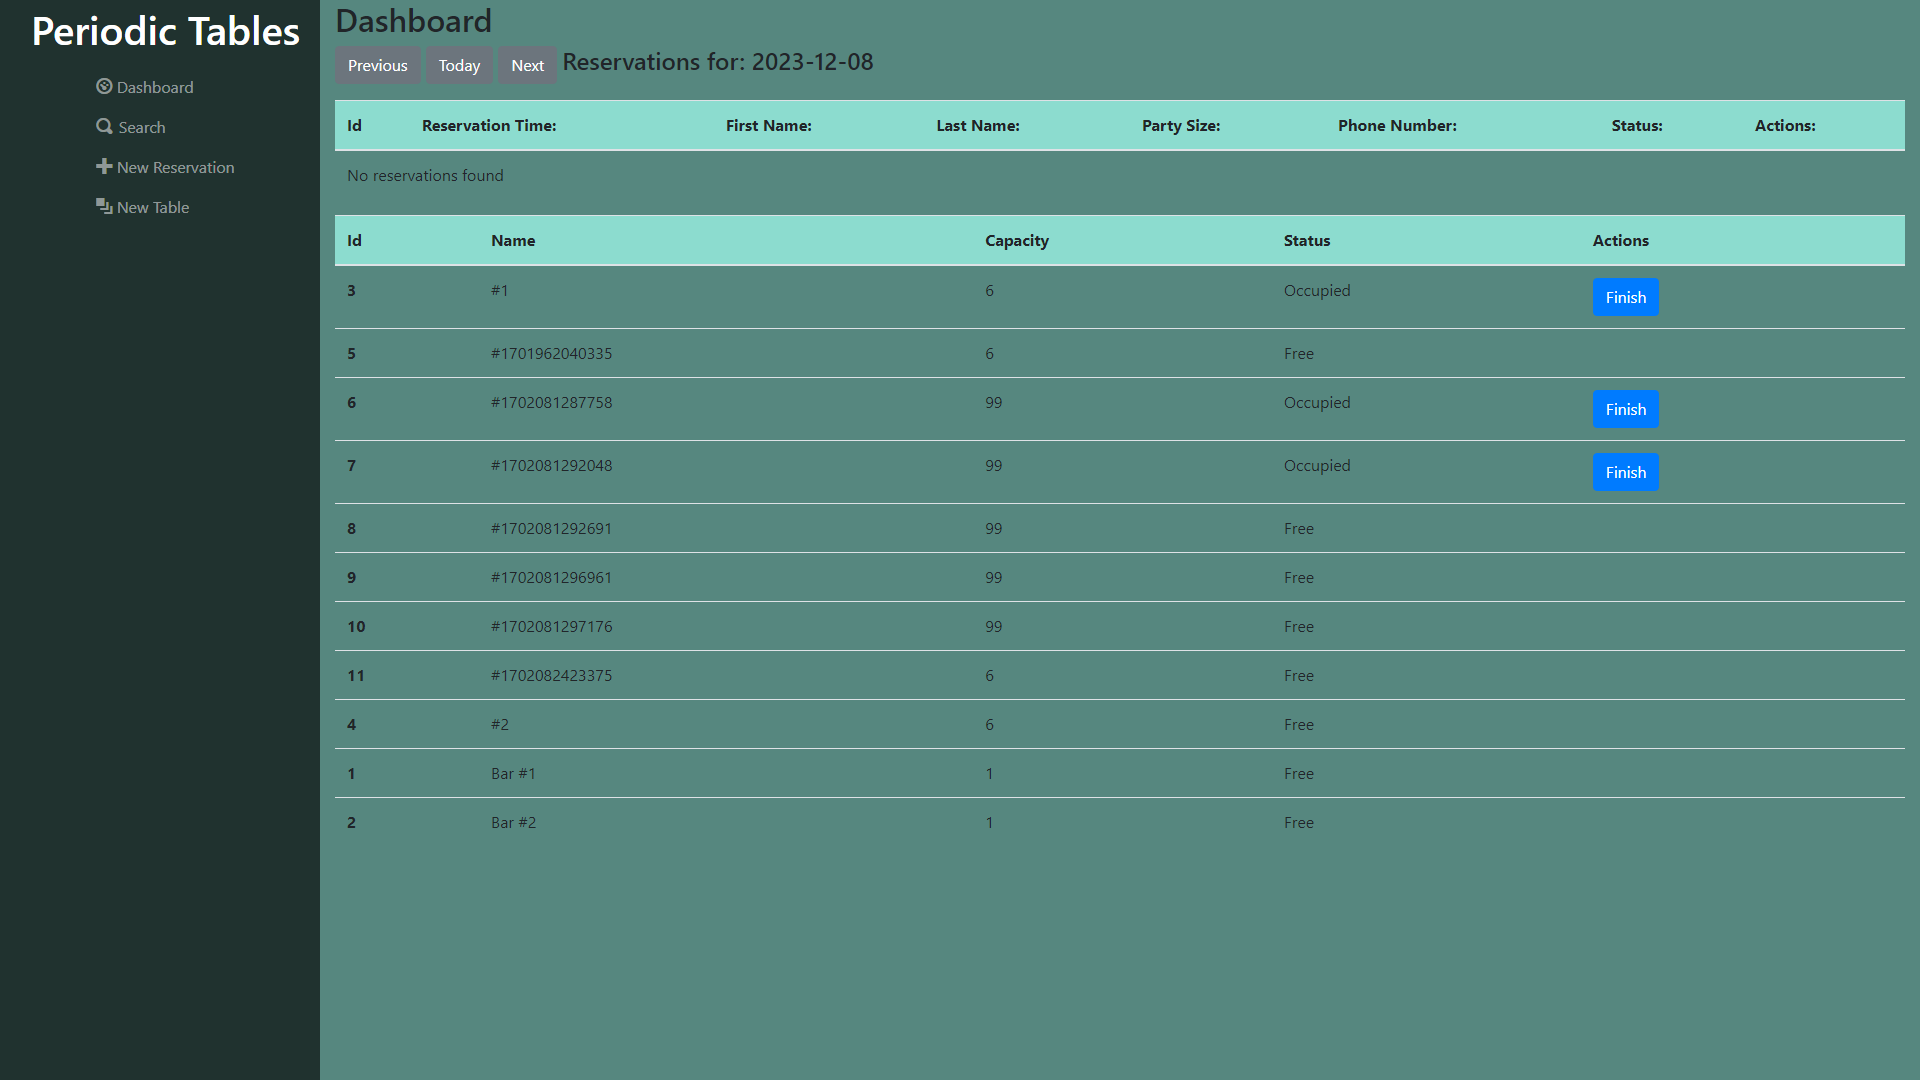 Periodic Tables
Dashboard
Search
New Reservation
New Table
Dashboard
Previous Today Next Reservations for: 2023-12-08
Id Reservation Time: First Name: Last Name: Party Size: Phone Number: Status: Actions:
No reservations found
Id Name Capacity Status Actions
3 #1 6 Occupied Finish
5 #1701962040335 6 Free
6 #1702081287758 99 Occupied Finish
7 #1702081292048 99 Occupied Finish
8 #1702081292691 99 Free
9 #1702081296961 99 Free
10 #1702081297176 99 Free
11 #1702082423375 6 Free
4 #2 6 Free
1 Bar #1 1 Free
2 Bar #2 1 Free